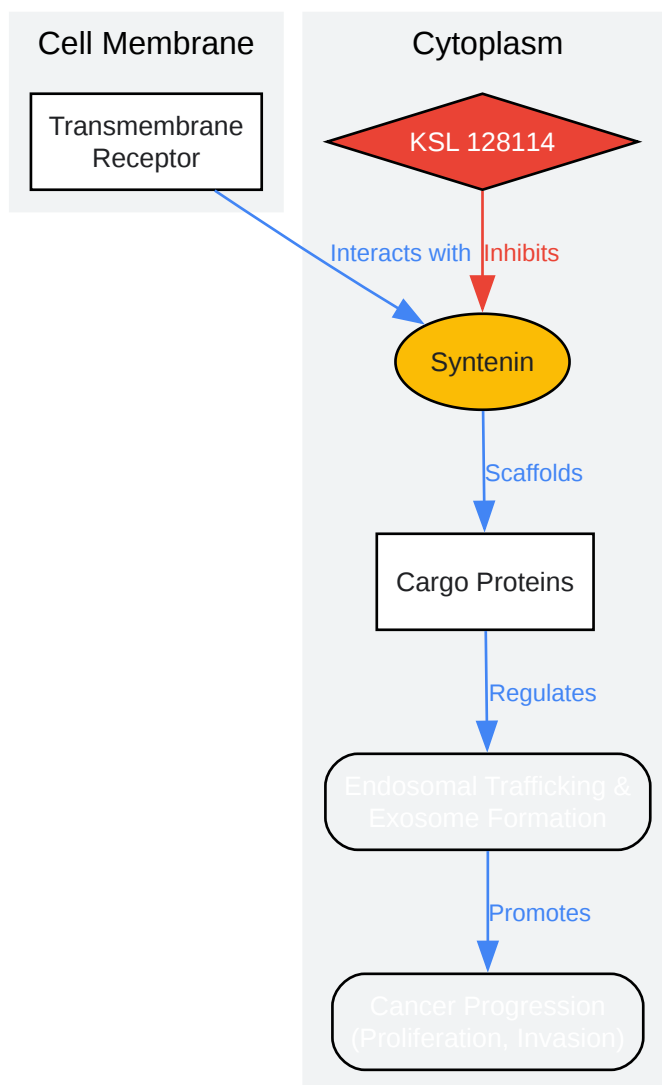 Cell Membrane
Cytoplasm
Transmembrane
Receptor
KSL 128114
Interacts with
Inhibits
Syntenin
Scaffolds
Cargo Proteins
Regulates
Endosomal Trafficking &
Exosome Formation
Promotes
Cancer Progression
(Proliferation, Invasion)